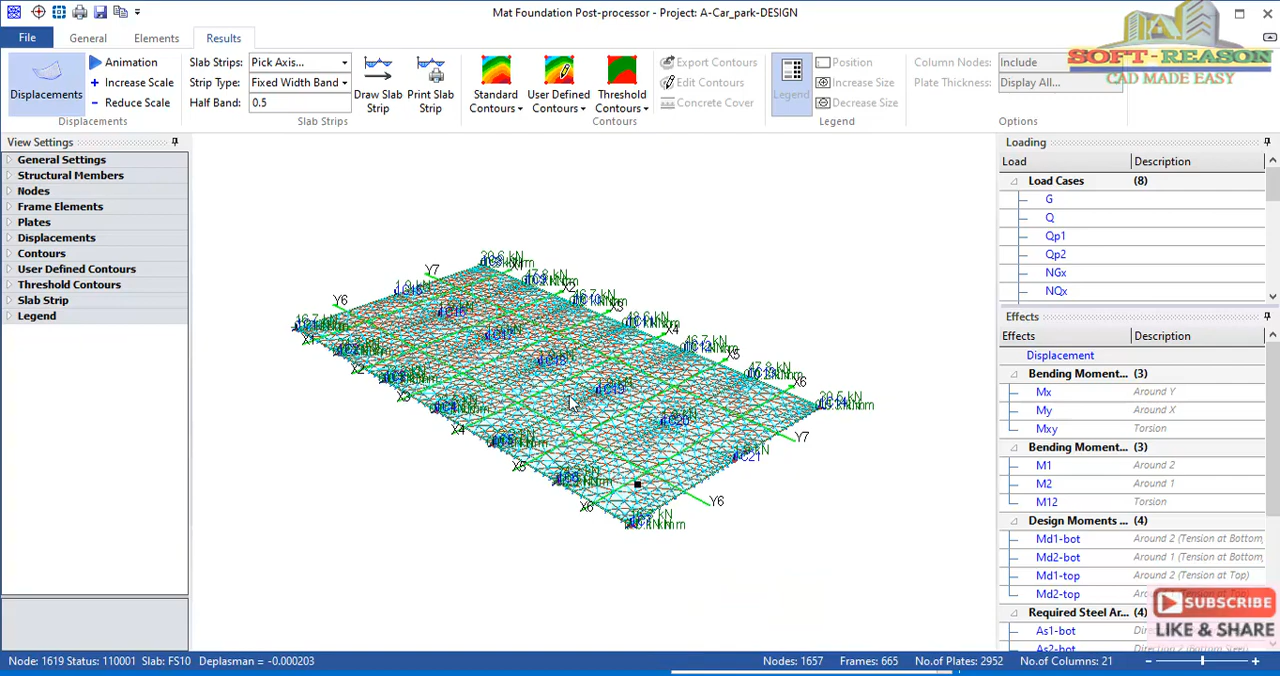 Mat Foundation Post-processor - Project: A-Car_park-DESIGN
SOFT-REASON
CAD MADE EASY
File
General
Elements
Results
Displacements
Animation
Increase Scale
Reduce Scale
Displacements
Slab Strips:
Pick Axis...
Strip Type:
Fixed Width Band
Half Band:
0.5
Draw Slab Strip
Print Slab Strip
Slab Strips
Standard Contours
User Defined Contours
Threshold Contours
Export Contours
Edit Contours
Concrete Cover
Contours
Legend
Position
Increase Size
Decrease Size
Legend
Column Nodes:
Include
Plate Thickness:
Display All...
Options
View Settings
General Settings
Structural Members
Nodes
Frame Elements
Plates
Displacements
Contours
User Defined Contours
Threshold Contours
Slab Strip
Legend
Y7
Y6
X2
X3
X4
X5
X6
X2
X3
X4
X5
X6
Y7
Y6
C20
C21
Loading
Load
Description
Load Cases
(8)
G
Q
Qp1
Qp2
NGx
NQx
Effects
Effects
Description
Displacement
Bending Moment... (3)
Mx
Around Y
My
Around X
Mxy
Torsion
Bending Moment... (3)
M1
Around 2
M2
Around 1
M12
Torsion
Design Moments ... (4)
Md1-bot
Around 2 (Tension at Bottom
Md2-bot
Around 1 (Tension at Bottom
Md1-top
Around 2 (Tension at Top)
Md2-top
Required Steel Ar...
As1-bot
As2-bot
SUBSCRIBE
LIKE & SHARE
Node: 1619 Status: 110001 Slab: FS10 Deplasman = -0.000203
Nodes: 1657
Frames: 665
No.of Plates: 2952
No.of Columns: 21